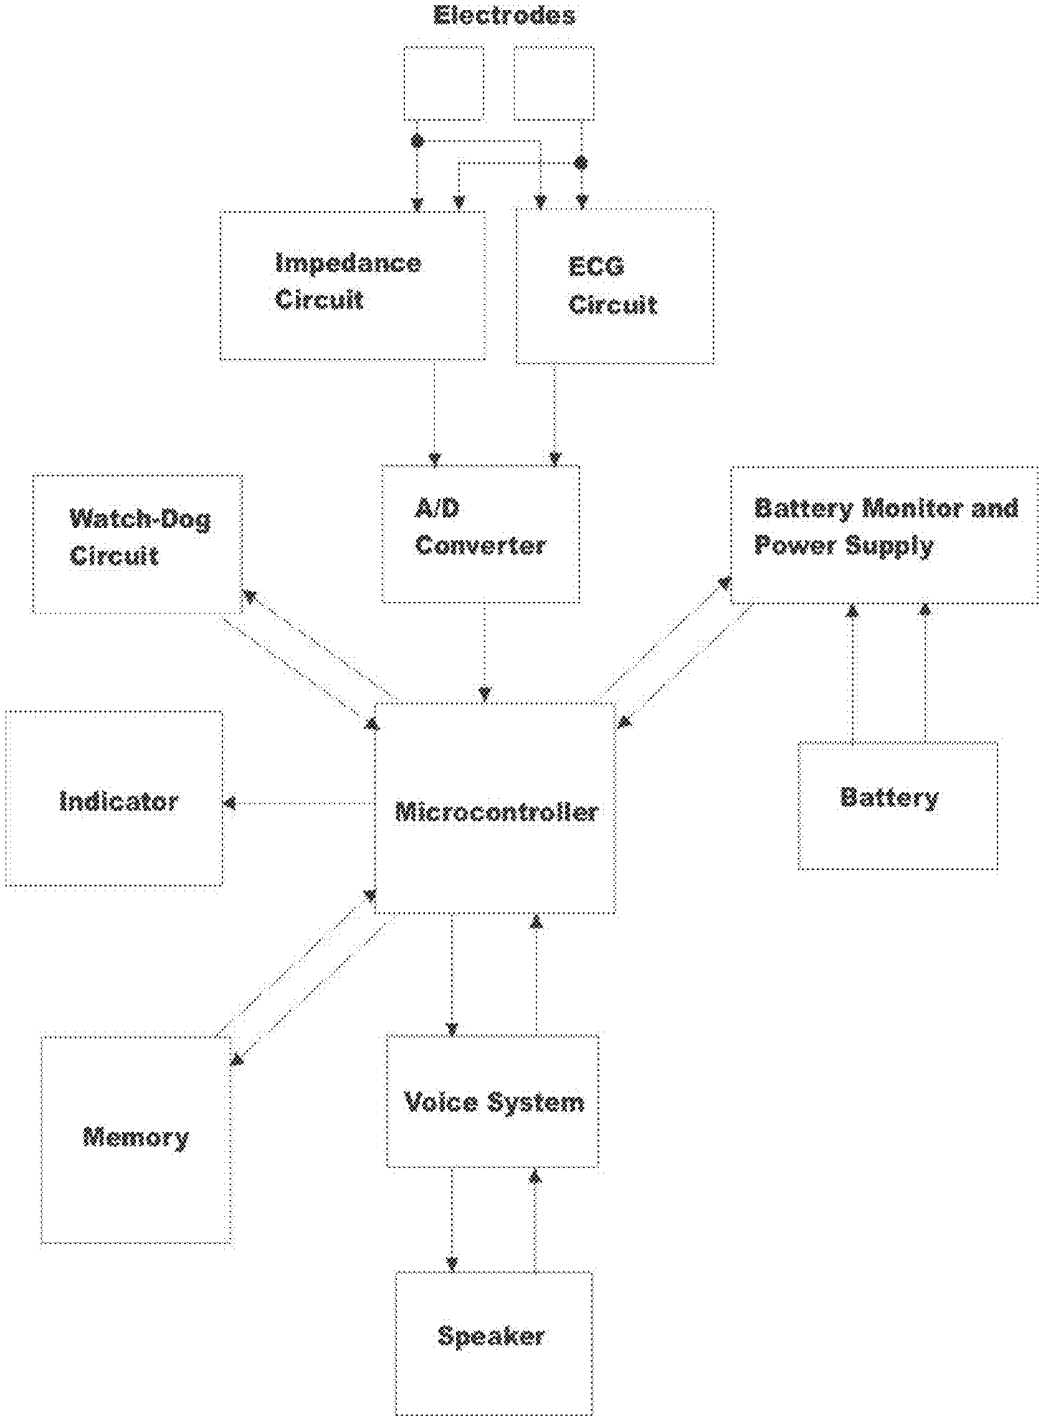 Electrodes
Impedance
Circuit
ECG
Circuit
Watch-Dog
Circuit
A/D
Converter
Battery Monitor and
Power Supply
Indicator
Microcontroller
Battery
Memory
Voice System
Speaker